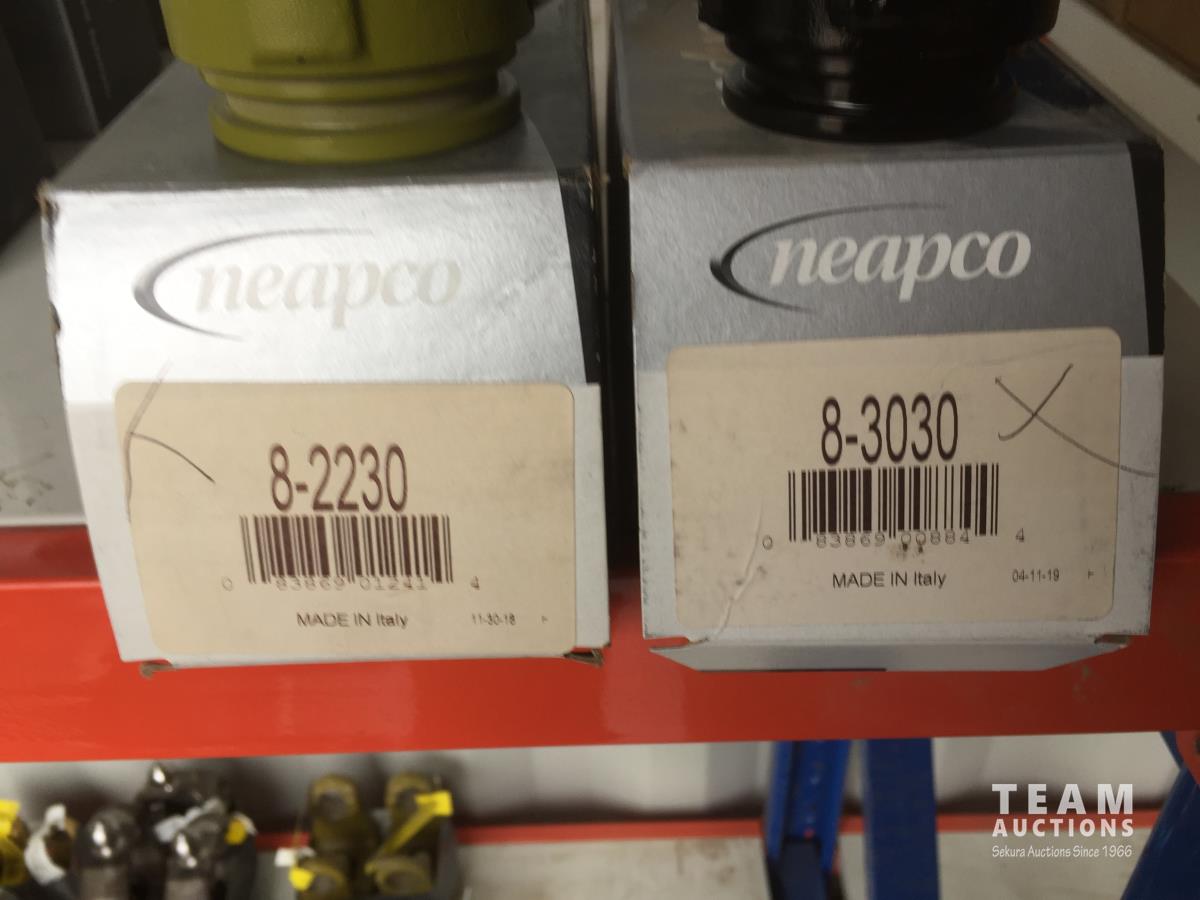 neapco
8-2230
0 83869 01241 4
MADE IN Italy 11-30-18 F
neapco
8-3030
0 83869 00884 4
MADE IN Italy 04-11-19 F
TEAM
AUCTIONS
Sekura Auctions Since 1966